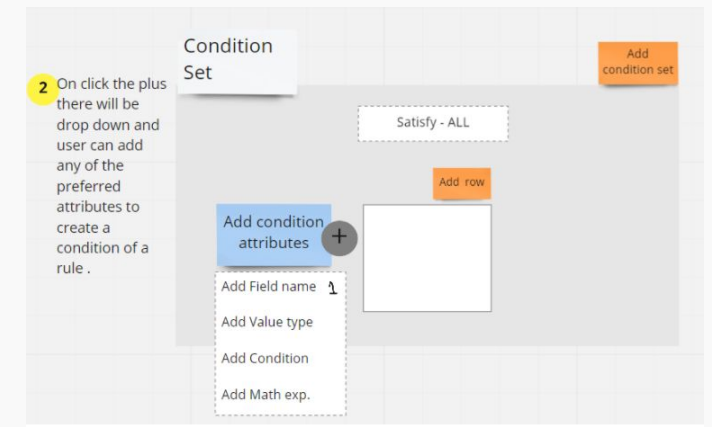 Condition
Set
Add
condition set
2
On click the plus
there will be
drop down and
user can add
any of the
preferred
attributes to
create a
condition of a
rule .
Satisfy - ALL
Add row
Add condition
attributes
+
Add Field name
Add Value type
Add Condition
Add Math exp.